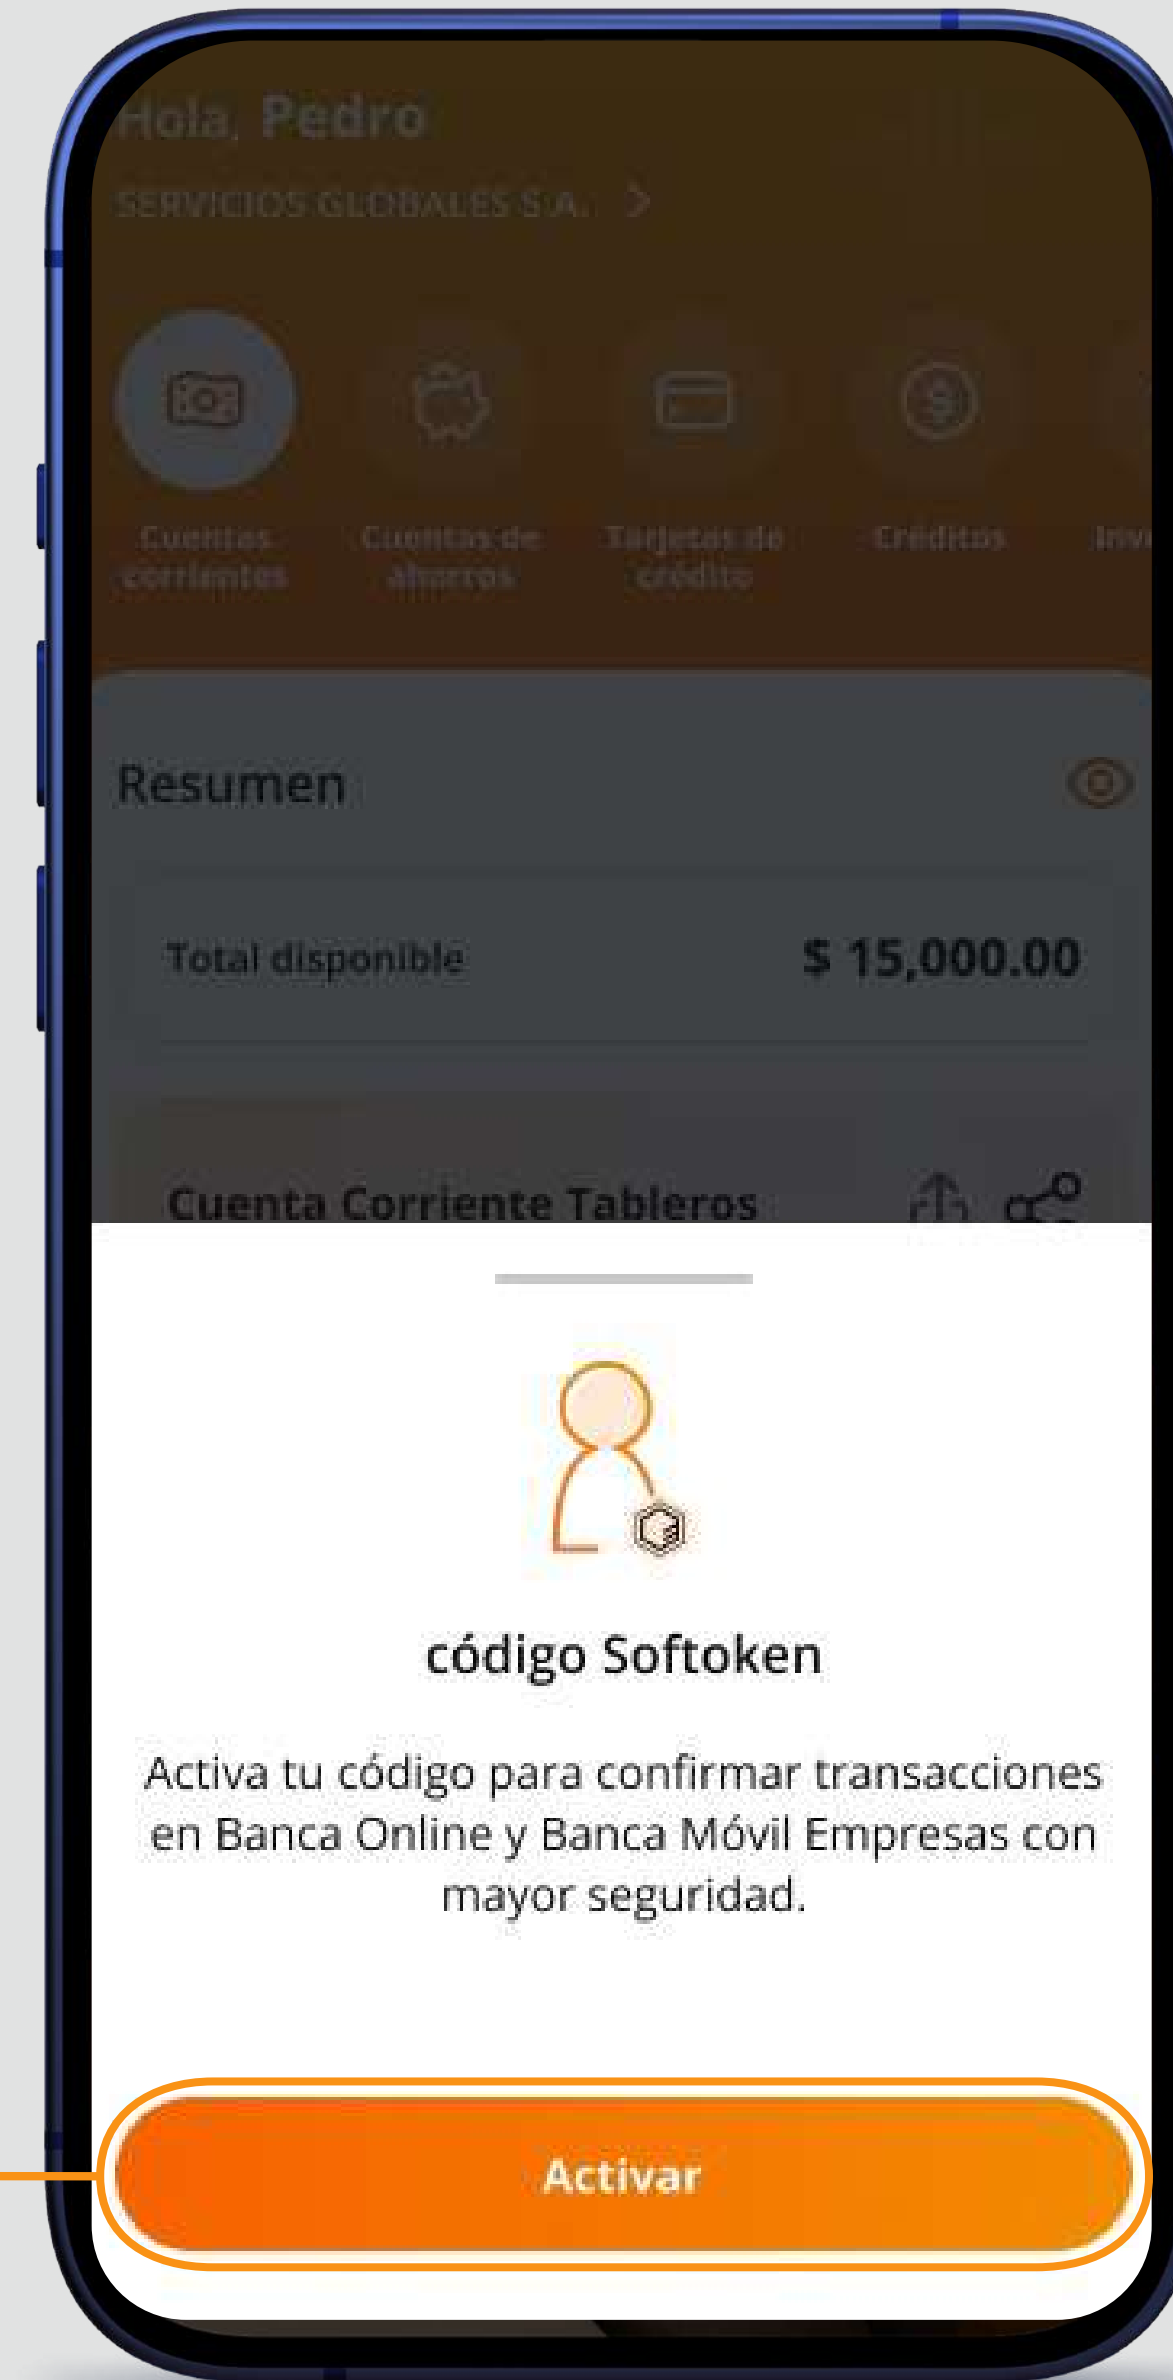 Hola, Pedro
SERVICIOS GLOBALES S.A. >
Cuentas corrientes
Cuentas de ahorros
Tarjetas de crédito
Créditos
Inv
Resumen
Total disponible $ 15,000.00
Cuenta Corriente Tableros
código Softoken
Activa tu código para confirmar transacciones
en Banca Online y Banca Móvil Empresas con
mayor seguridad.
Activar